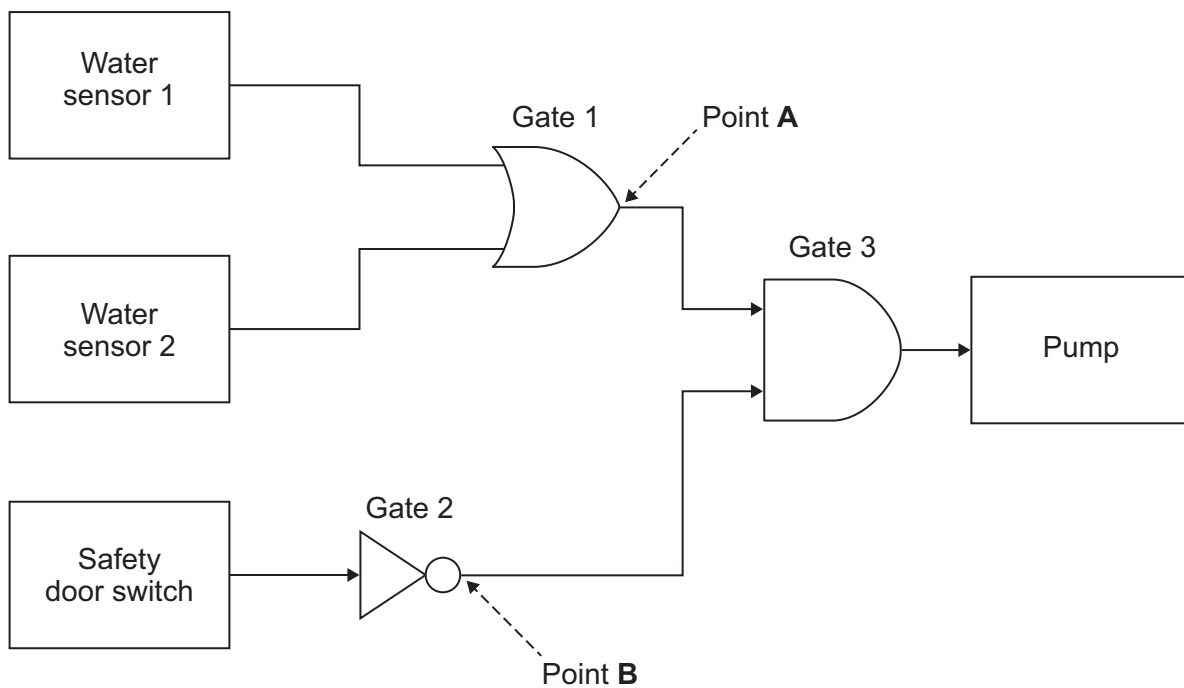 Water
sensor 1
Gate 1
Point A
Water
sensor 2
Gate 3
Pump
Gate 2
Safety
door switch
Point B